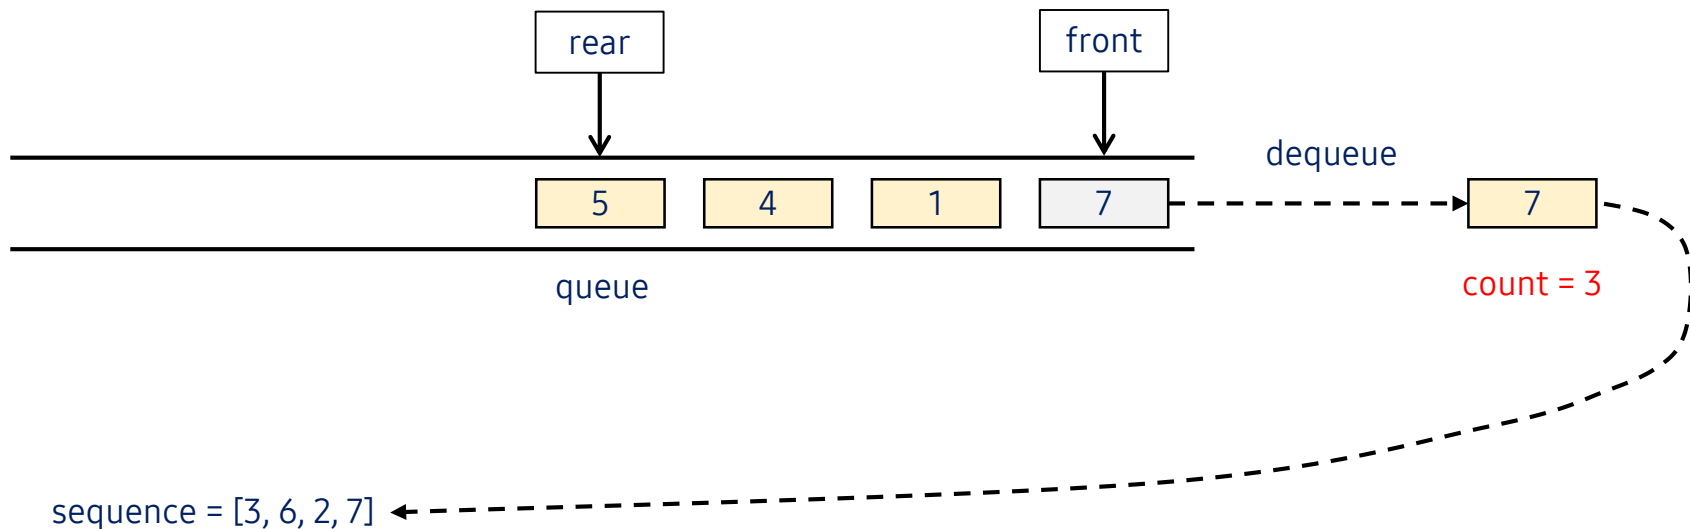 rear
front
dequeue
5
4
1
7
7
queue
count = 3
sequence = [3, 6, 2, 7]